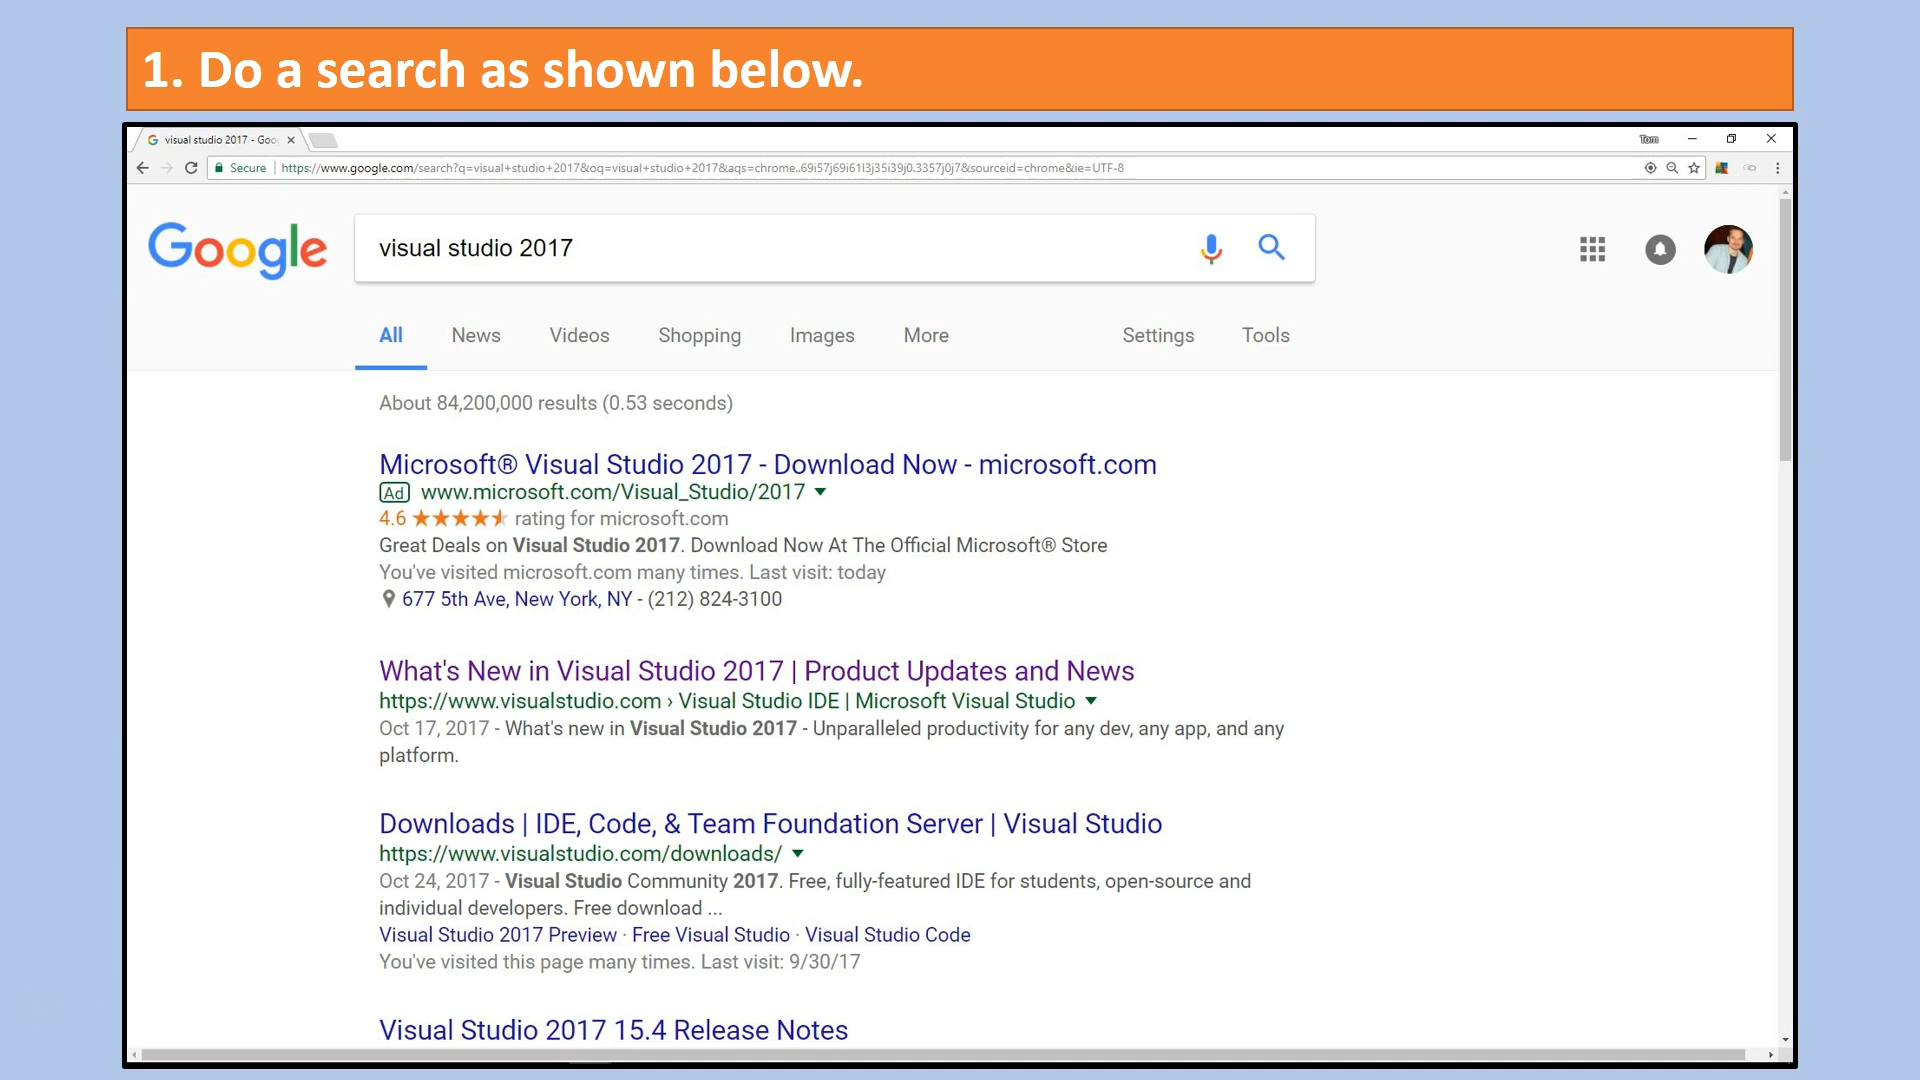 1. Do a search as shown below.
visual studio 2017 - Goo
Tom
Secure
https://www.google.com/search?q=visual+studio+2017&oq=visual+studio+2017&aqs=chrome..69i57j69i61l3j35i39j0.3357j0j7&sourceid=chrome&ie=UTF-8
Google
visual studio 2017
All News Videos Shopping Images More Settings Tools
About 84,200,000 results (0.53 seconds)
Microsoft® Visual Studio 2017 - Download Now - microsoft.com
Ad www.microsoft.com/Visual_Studio/2017
4.6 rating for microsoft.com
Great Deals on Visual Studio 2017. Download Now At The Official Microsoft® Store
You've visited microsoft.com many times. Last visit: today
677 5th Ave, New York, NY - (212) 824-3100
What's New in Visual Studio 2017 | Product Updates and News
https://www.visualstudio.com › Visual Studio IDE | Microsoft Visual Studio
Oct 17, 2017 - What's new in Visual Studio 2017 - Unparalleled productivity for any dev, any app, and any
platform.
Downloads | IDE, Code, & Team Foundation Server | Visual Studio
https://www.visualstudio.com/downloads/
Oct 24, 2017 - Visual Studio Community 2017. Free, fully-featured IDE for students, open-source and
individual developers. Free download ...
Visual Studio 2017 Preview · Free Visual Studio · Visual Studio Code
You've visited this page many times. Last visit: 9/30/17
Visual Studio 2017 15.4 Release Notes